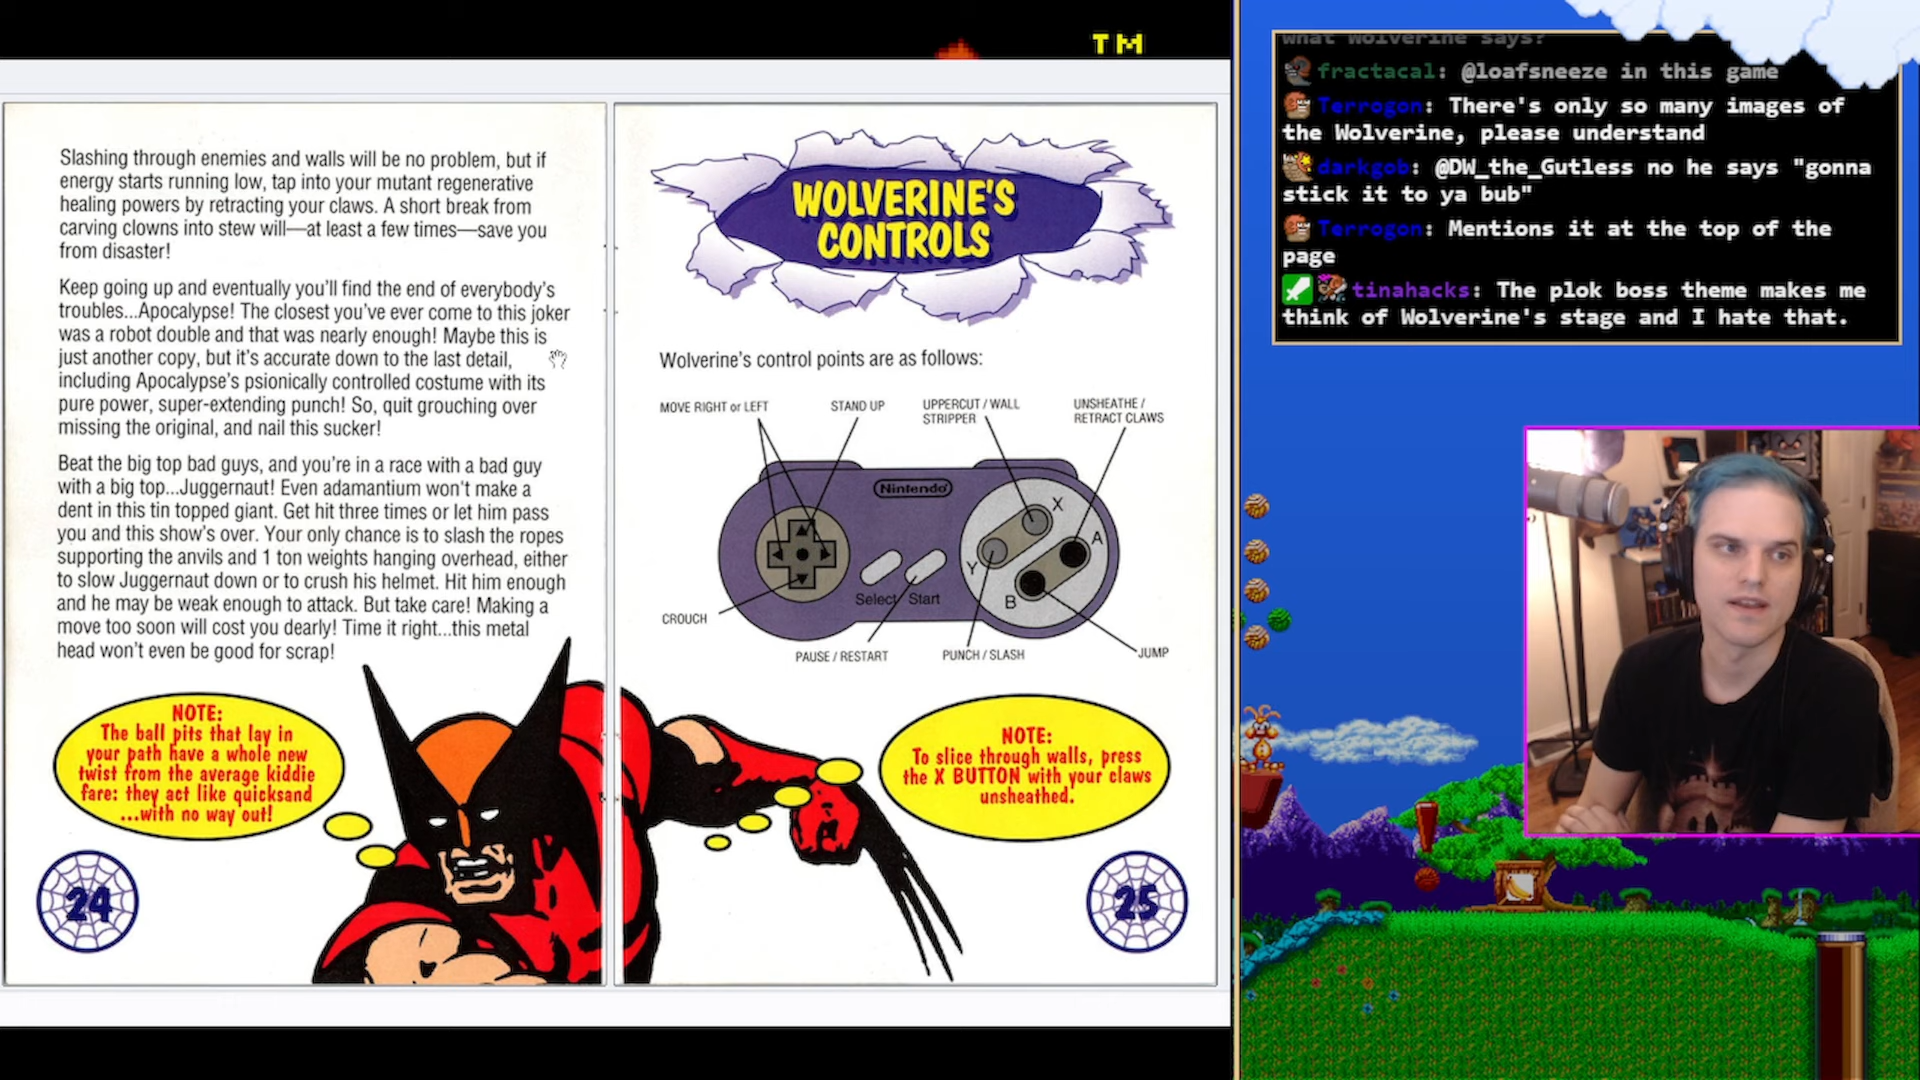 TM
Slashing through enemies and walls will be no problem, but if
energy starts running low, tap into your mutant regenerative
healing powers by retracting your claws. A short break from
carving clowns into stew will—at least a few times—save you
from disaster!
Keep going up and eventually you'll find the end of everybody's
troubles...Apocalypse! The closest you've ever come to this joker
was a robot double and that was nearly enough! Maybe this is
just another copy, but it's accurate down to the last detail,
including Apocalypse's psionically controlled costume with its
pure power, super-extending punch! So, quit grouching over
missing the original, and nail this sucker!
Beat the big top bad guys, and you're in a race with a bad guy
with a big top...Juggernaut! Even adamantium won't make a
dent in this tin topped giant. Get hit three times or let him pass
you and this show's over. Your only chance is to slash the ropes
supporting the anvils and 1 ton weights hanging overhead, either
to slow Juggernaut down or to crush his helmet. Hit him enough
and he may be weak enough to attack. But take care! Making a
move too soon will cost you dearly! Time it right...this metal
head won't even be good for scrap!
NOTE:
The ball pits that lay in
your path have a whole new
twist from the average kiddie
fare: they act like quicksand
...with no way out!
24
WOLVERINE'S
CONTROLS
Wolverine's control points are as follows:
MOVE RIGHT or LEFT
STAND UP
UPPERCUT / WALL
STRIPPER
UNSHEATHE /
RETRACT CLAWS
Nintendo
X
A
Y
B
Select
Start
CROUCH
PAUSE / RESTART
PUNCH / SLASH
JUMP
NOTE:
To slice through walls, press
the X BUTTON with your claws
unsheathed.
25
what Wolverine says?
fractacal: @loafsneeze in this game
Terrogon: There's only so many images of
the Wolverine, please understand
darkgob: @DW_the_Gutless no he says "gonna
stick it to ya bub"
Terrogon: Mentions it at the top of the
page
tinahacks: The plok boss theme makes me
think of Wolverine's stage and I hate that.